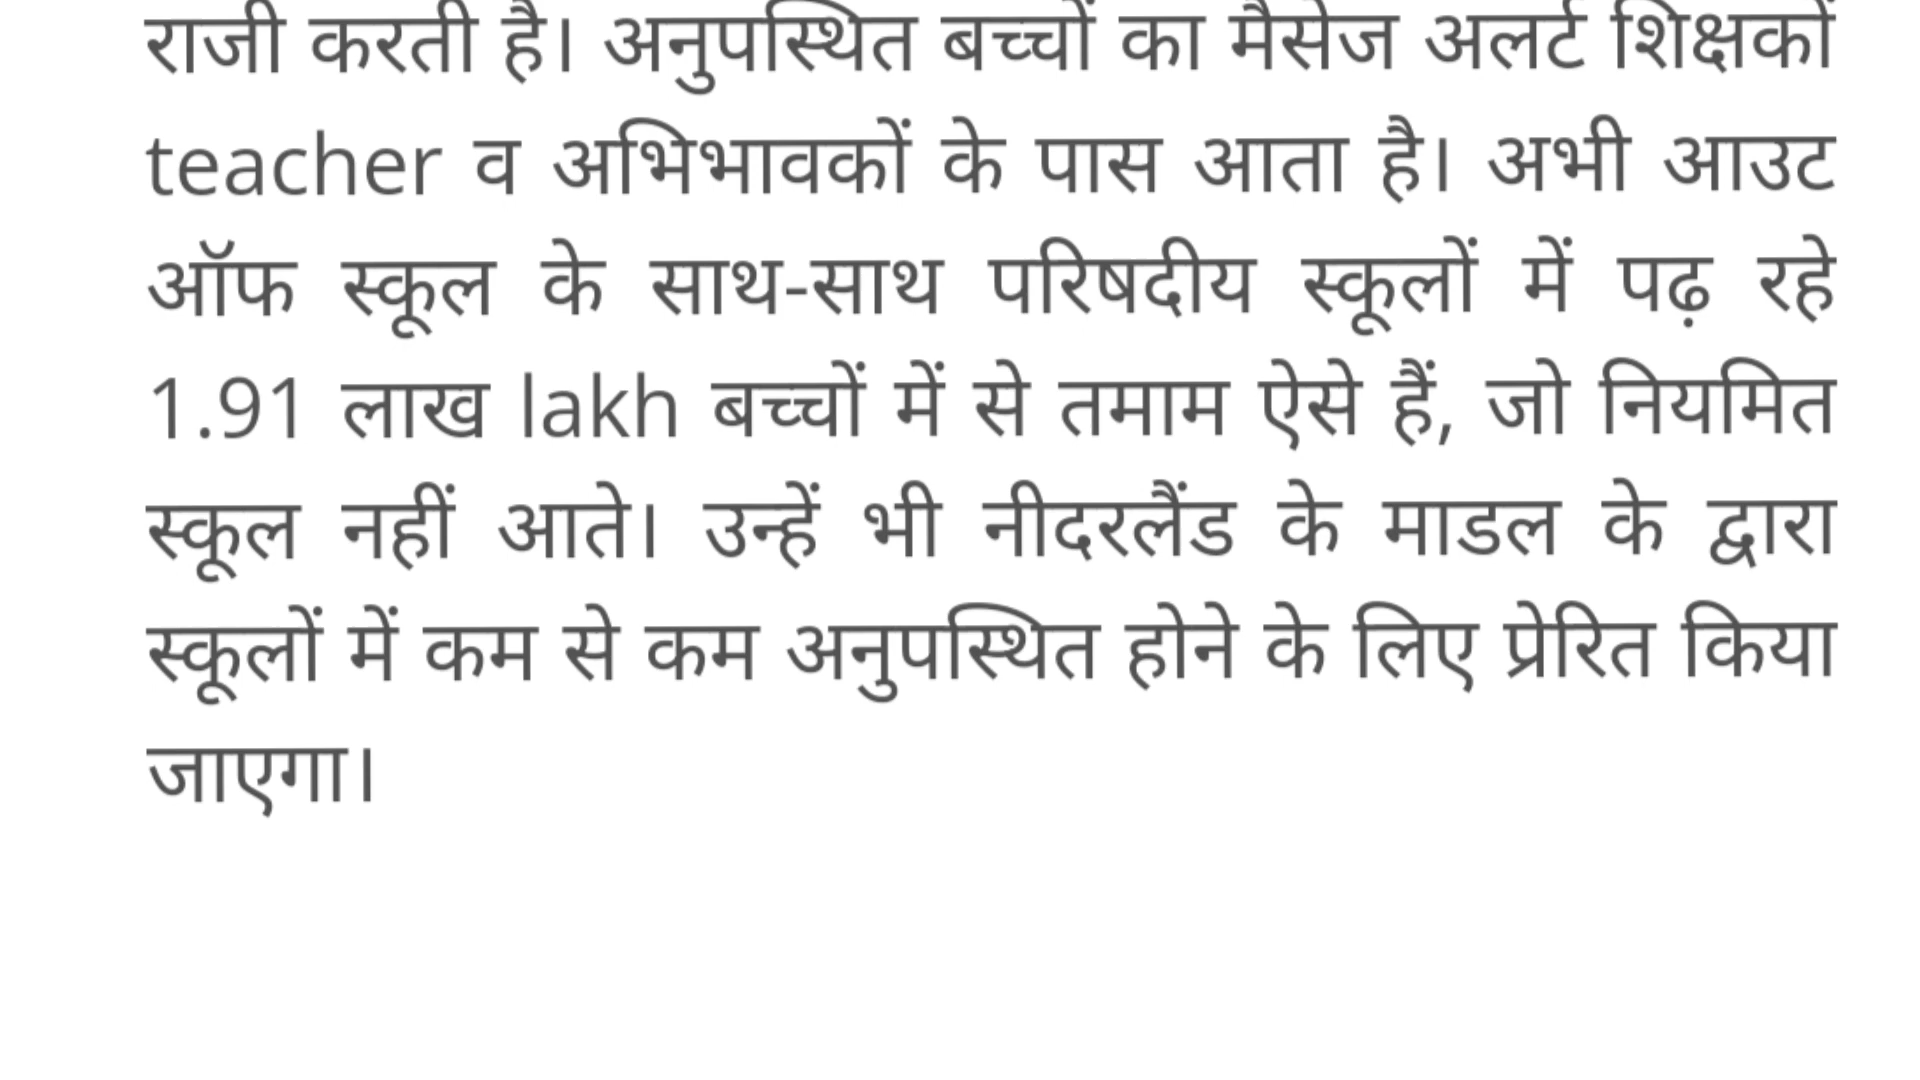 राजी करती है। अनुपस्थित बच्चों का मैसेज अलर्ट शिक्षकों
teacher व अभिभावकों के पास आता है। अभी आउट
ऑफ स्कूल के साथ-साथ परिषदीय स्कूलों में पढ़ रहे
1.91 लाख lakh बच्चों में से तमाम ऐसे हैं, जो नियमित
स्कूल नहीं आते। उन्हें भी नीदरलैंड के माडल के द्वारा
स्कूलों में कम से कम अनुपस्थित होने के लिए प्रेरित किया
जाएगा।